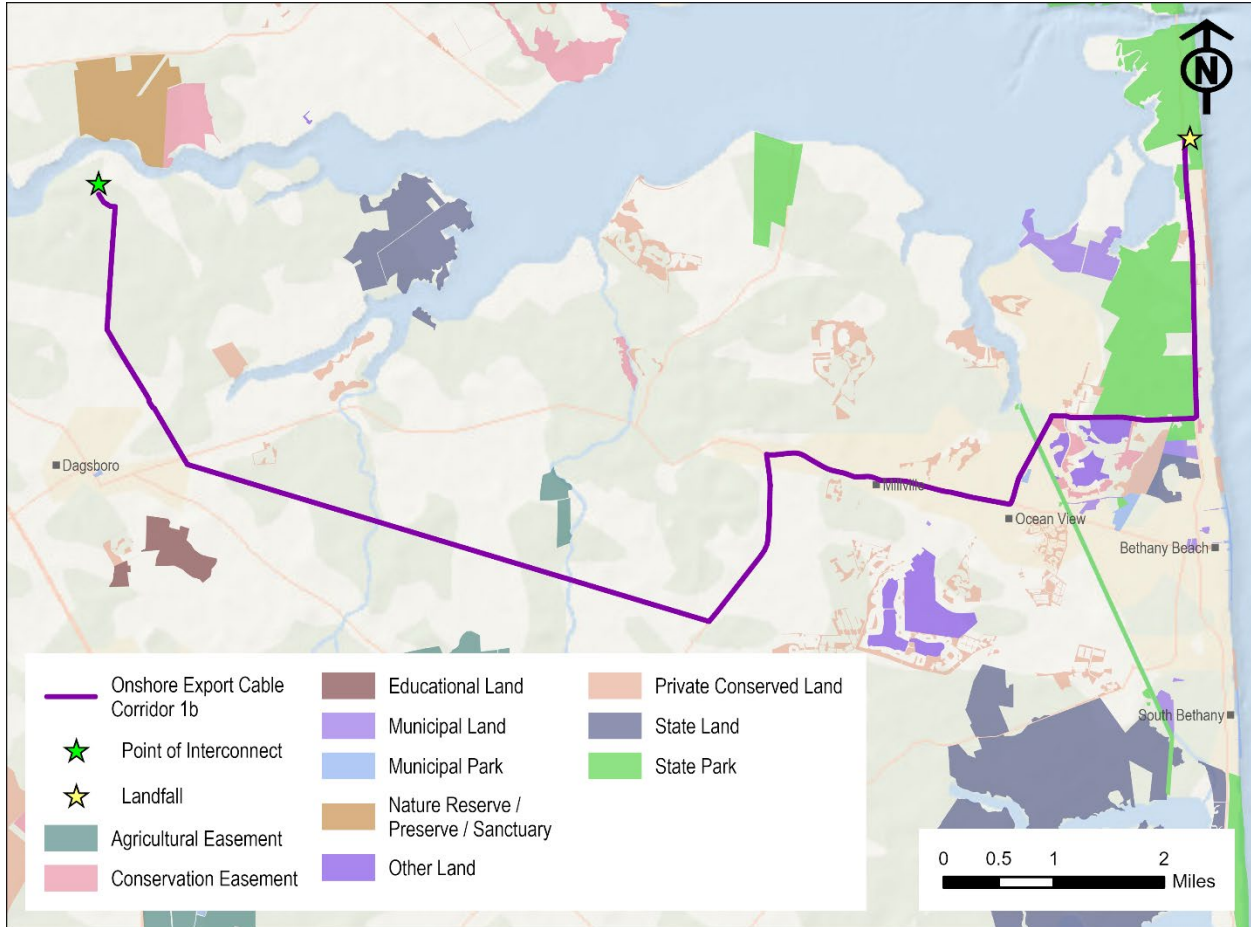 N
Dagsboro
Millville
Ocean View
Bethany Beach
South Bethany
Onshore Export Cable
Corridor 1b
Point of Interconnect
Landfall
Agricultural Easement
Conservation Easement
Educational Land
Municipal Land
Municipal Park
Nature Reserve /
Preserve / Sanctuary
Other Land
Private Conserved Land
State Land
State Park
0 0.5 1 2
Miles